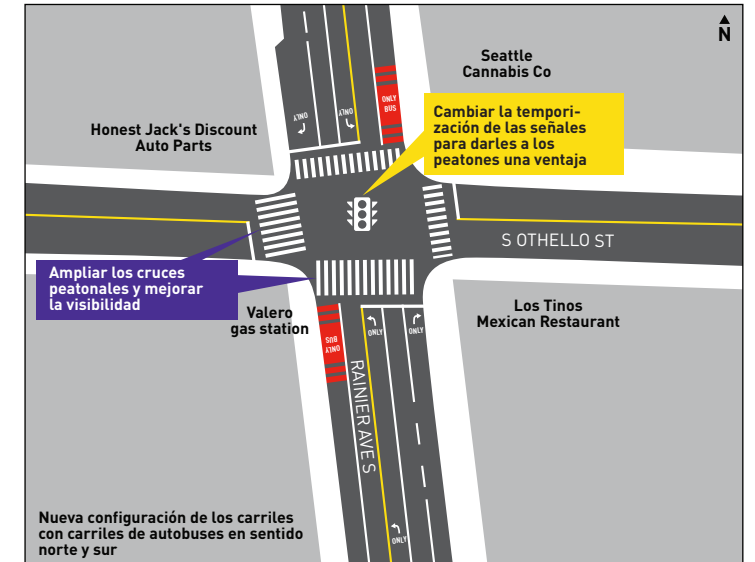 N
Seattle
Cannabis Co
ONLY
BUS
ONLY
ONLY
Honest Jack's Discount
Auto Parts
Cambiar la tempori-
zación de las señales
para darles a los
peatones una ventaja
S OTHELLO ST
Ampliar los cruces
peatonales y mejorar
la visibilidad
Valero
gas station
Los Tinos
Mexican Restaurant
ONLY
BUS
ONLY
ONLY
RAINIER AVE S
ONLY
Nueva configuración de los carriles
con carriles de autobuses en sentido
norte y sur